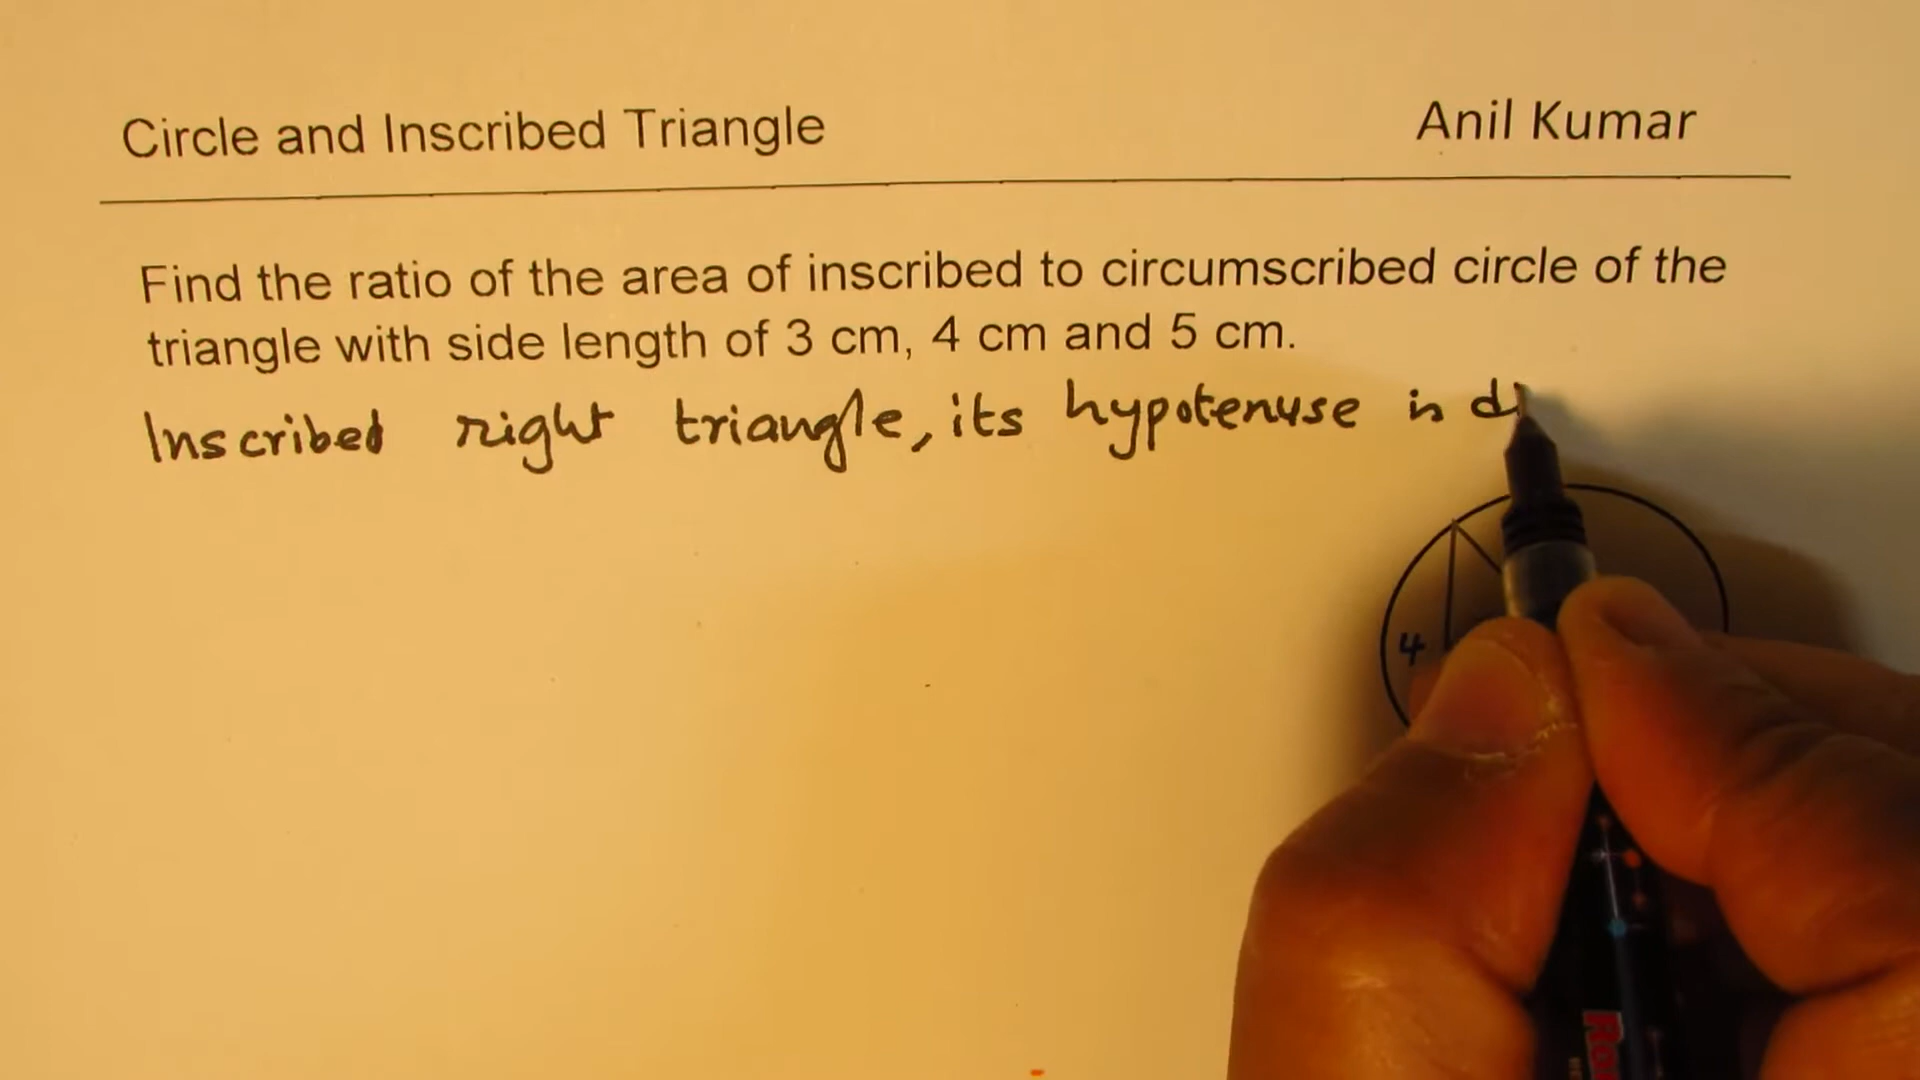 Circle and Inscribed Triangle
Anil Kumar
Find the ratio of the area of inscribed to circumscribed circle of the
triangle with side length of 3 cm, 4 cm and 5 cm.
Inscribed right triangle, its hypotenuse is di
4